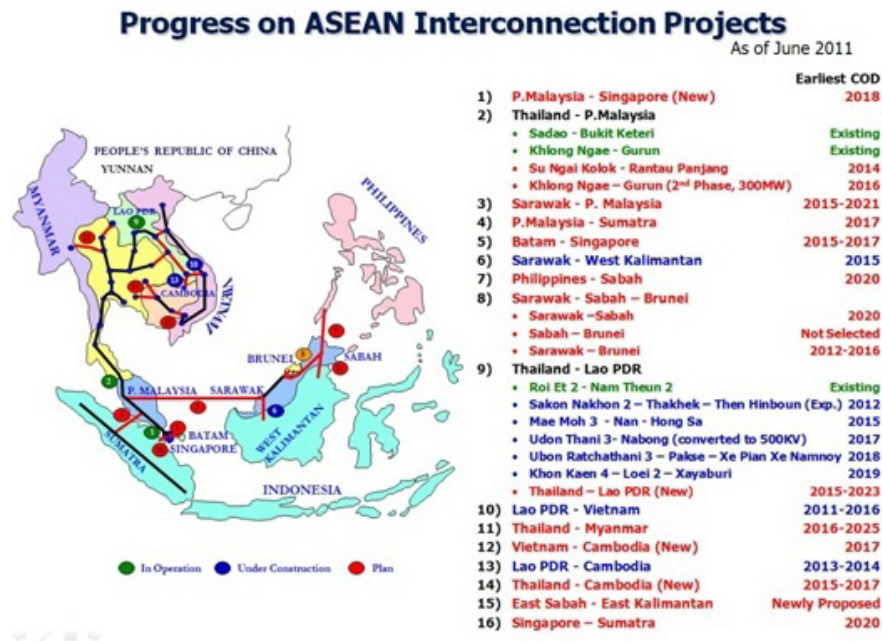 Progress on ASEAN Interconnection Projects
As of June 2011
Earliest COD
1) P.Malaysia - Singapore (New) 2018
2) Thailand - P.Malaysia
• Sadao - Bukit Keteri Existing
• Khlong Ngae - Gurun Existing
• Su Ngai Kolok - Rantau Panjang 2014
• Khlong Ngae – Gurun (2nd Phase, 300MW) 2016
3) Sarawak - P. Malaysia 2015-2021
4) P.Malaysia - Sumatra 2017
5) Batam - Singapore 2015-2017
6) Sarawak - West Kalimantan 2015
7) Philippines - Sabah 2020
8) Sarawak - Sabah – Brunei
• Sarawak –Sabah 2020
• Sabah – Brunei Not Selected
• Sarawak – Brunei 2012-2016
9) Thailand - Lao PDR
• Roi Et 2 - Nam Theun 2 Existing
• Sakon Nakhon 2 – Thakhek – Then Hinboun (Exp.) 2012
• Mae Moh 3 - Nan - Hong Sa 2015
• Udon Thani 3- Nabong (converted to 500KV) 2017
• Ubon Ratchathani 3 – Pakse – Xe Pian Xe Namnoy 2018
• Khon Kaen 4 – Loei 2 – Xayaburi 2019
• Thailand – Lao PDR (New) 2015-2023
10) Lao PDR - Vietnam 2011-2016
11) Thailand - Myanmar 2016-2025
12) Vietnam - Cambodia (New) 2017
13) Lao PDR - Cambodia 2013-2014
14) Thailand - Cambodia (New) 2015-2017
15) East Sabah - East Kalimantan Newly Proposed
16) Singapore – Sumatra 2020
PEOPLE'S REPUBLIC OF CHINA
YUNNAN
MYANMAR
LAO PDR
9
PHILIPPINES
13
CAMBODIA
VIETNAM
BRUNEI
8
SABAH
2
P. MALAYSIA
SARAWAK
6
WEST
KALIMANTAN
SUMATRA
BATAM
SINGAPORE
INDONESIA
In Operation
Under Construction
Plan